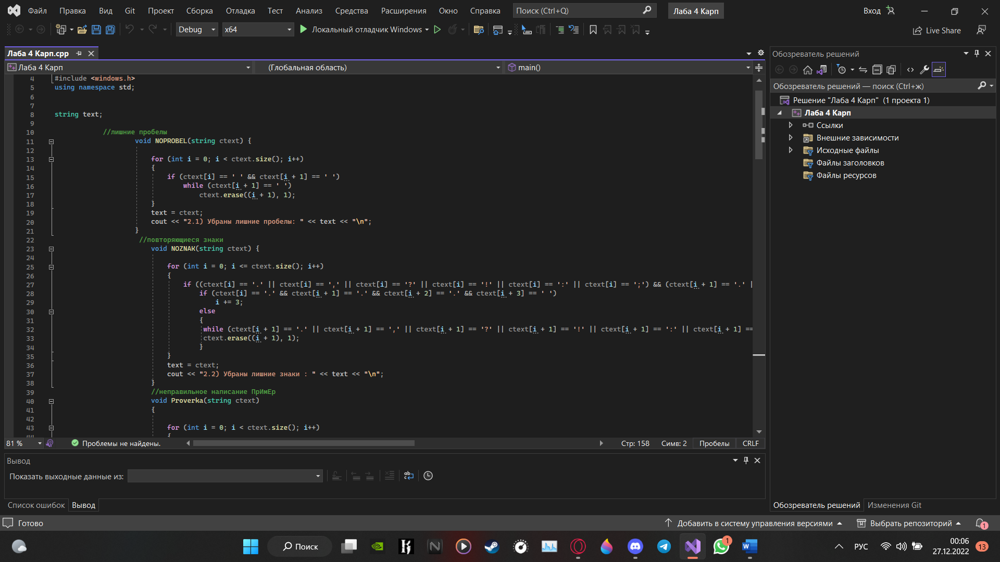 Файл Правка Вид Git Проект Сборка Отладка Тест Анализ Средства Расширения Окно Справка Поиск (Ctrl+Q) Лаба 4 Карп Вход
Debug x64 Локальный отладчик Windows Live Share
Лаба 4 Карп.cpp
Лаба 4 Карп (Глобальная область) main()
4 #include <windows.h>
5 using namespace std;
6
7
8 string text;
9
10 //лишние пробелы
11 void NOPROBEL(string ctext) {
12
13 for (int i = 0; i < ctext.size(); i++)
14 {
15 if (ctext[i] == ' ' && ctext[i + 1] == ' ')
16 while (ctext[i + 1] == ' ')
17 ctext.erase((i + 1), 1);
18 }
19 text = ctext;
20 cout << "2.1) Убраны лишние пробелы: " << text << "\n";
21 }
22 //повторяющиеся знаки
23 void NOZNAK(string ctext) {
24
25 for (int i = 0; i <= ctext.size(); i++)
26 {
27 if ((ctext[i] == '.' || ctext[i] == ',' || ctext[i] == '?' || ctext[i] == '!' || ctext[i] == ':' || ctext[i] == ';') && (ctext[i + 1] == '.' |
28 if (ctext[i] == '.' && ctext[i + 1] == '.' && ctext[i + 2] == '.' && ctext[i + 3] == ' ')
29 i += 3;
30 else
31 {
32 while (ctext[i + 1] == '.' || ctext[i + 1] == ',' || ctext[i + 1] == '?' || ctext[i + 1] == '!' || ctext[i + 1] == ':' || ctext[i + 1] ==
33 ctext.erase((i + 1), 1);
34 }
35 }
36 text = ctext;
37 cout << "2.2) Убраны лишние знаки : " << text << "\n";
38 }
39 //неправильное написание ПрИмЕр
40 void Proverka(string ctext)
41 {
42
43 for (int i = 0; i < ctext.size(); i++)
44 {
81 % Проблемы не найдены. Стр: 158 Симв: 2 Пробелы CRLF
Вывод
Показать выходные данные из:
Список ошибок Вывод
Обозреватель решений
Обозреватель решений — поиск (Ctrl+ж)
Решение "Лаба 4 Карп" (1 проекта 1)
Лаба 4 Карп
Ссылки
Внешние зависимости
Исходные файлы
Файлы заголовков
Файлы ресурсов
Обозреватель решений Изменения Git
Готово Добавить в систему управления версиями Выбрать репозиторий 1
Поиск 1 РУС 00:06
27.12.2022 13